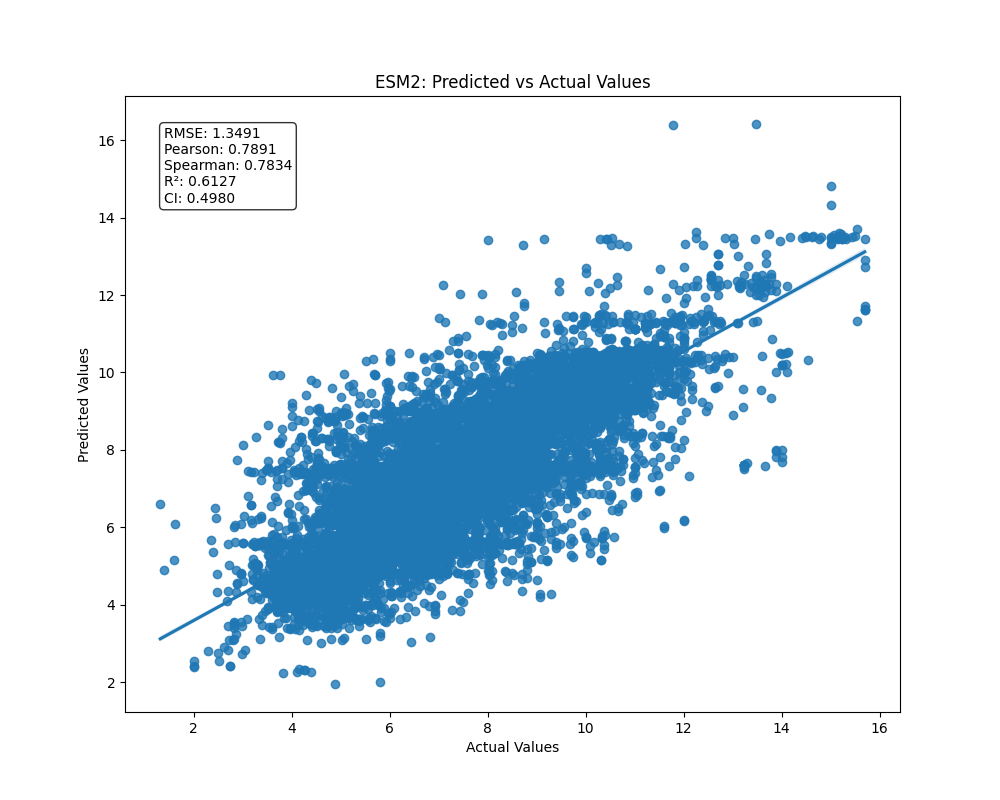 ESM2: Predicted vs Actual Values
RMSE: 1.3491
Pearson: 0.7891
Spearman: 0.7834
R²: 0.6127
CI: 0.4980
16
14
12
10
8
6
4
2
Predicted Values
2 4 6 8 10 12 14 16
Actual Values